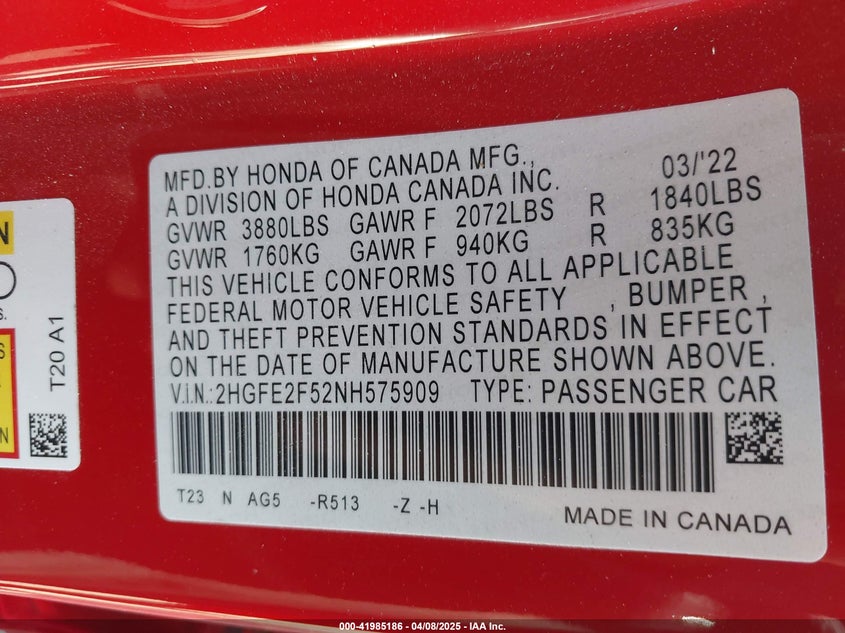 MFD.BY HONDA OF CANADA MFG., 03/'22
A DIVISION OF HONDA CANADA INC.
GVWR 3880LBS GAWR F 2072LBS R 1840LBS
GVWR 1760KG GAWR F 940KG R 835KG
THIS VEHICLE CONFORMS TO ALL APPLICABLE
FEDERAL MOTOR VEHICLE SAFETY , BUMPER ,
AND THEFT PREVENTION STANDARDS IN EFFECT
ON THE DATE OF MANUFACTURE SHOWN ABOVE.
V.i.N.:2HGFE2F52NH575909 TYPE: PASSENGER CAR
T23 N AG5 -R513 -Z -H
MADE IN CANADA
T20 A1
000-41985186 - 04/08/2025 - IAA Inc.